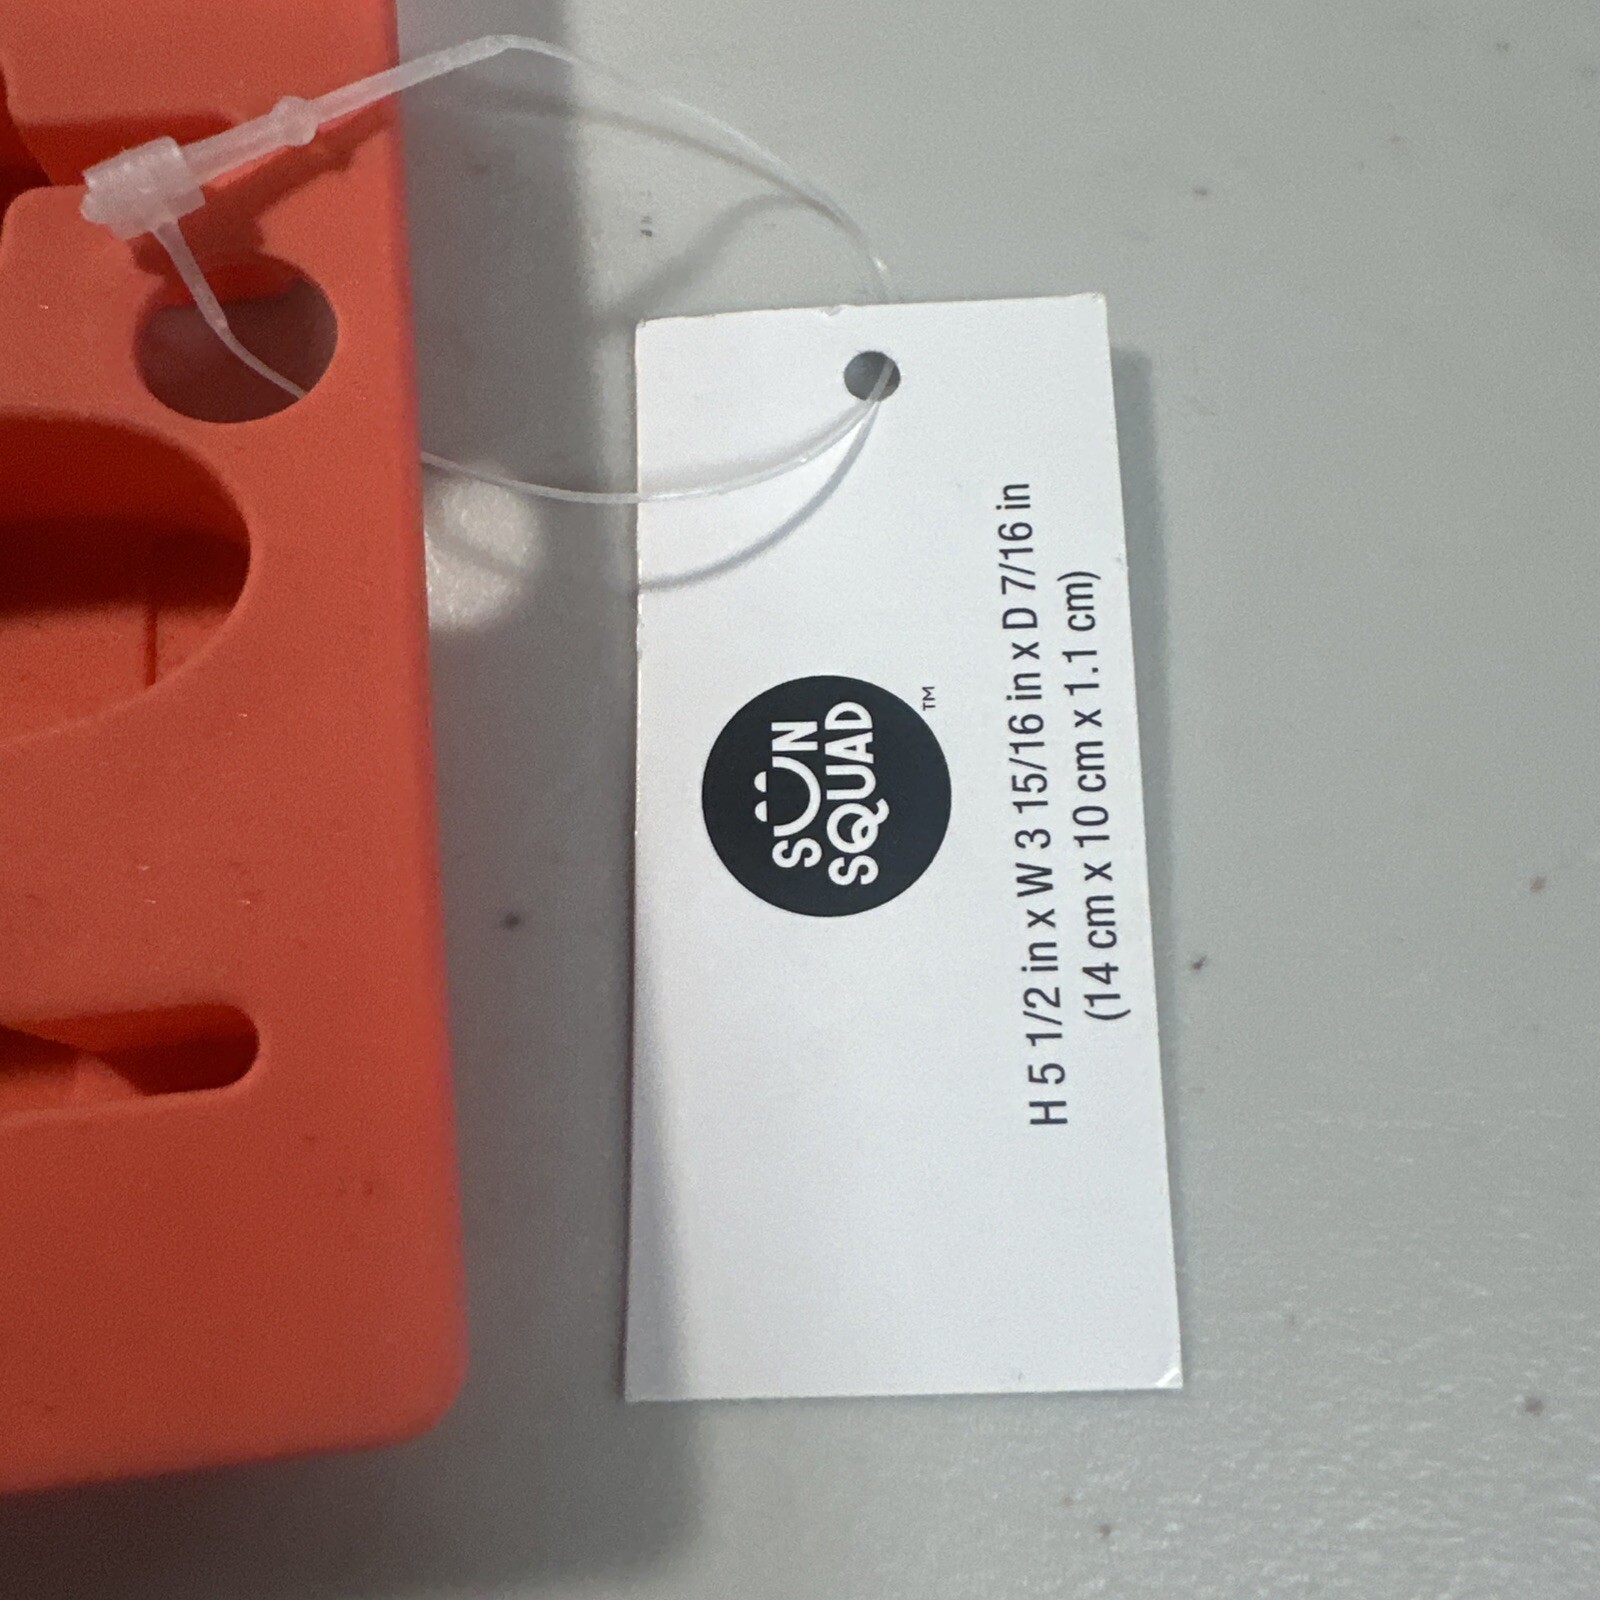 SUN
SQUAD
TM
H 5 1/2 in x W 3 15/16 in x D 7/16 in
(14 cm x 10 cm x 1.1 cm)